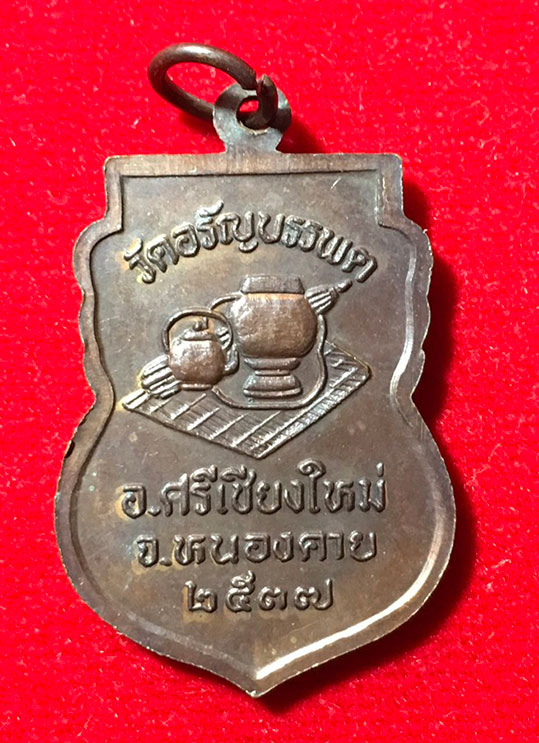 วัดอรัญบรรพต
อ.ศรีเชียงใหม่
จ.หนองคาย
๒๕๓๗